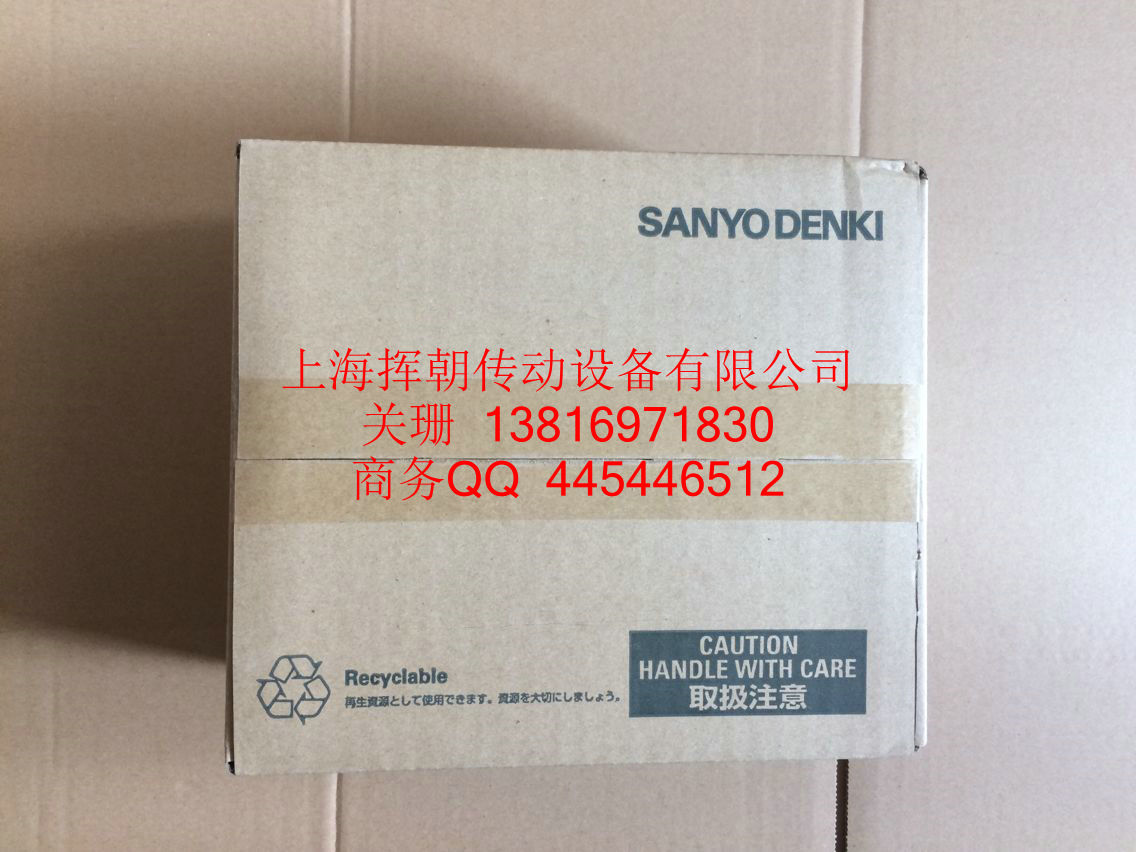 SANYO DENKI
上海挥朝传动设备有限公司
关珊 13816971830
商务QQ 445446512
Recyclable
再生資源として使用できます。資源を大切にしましょう。
CAUTION
HANDLE WITH CARE
取扱注意